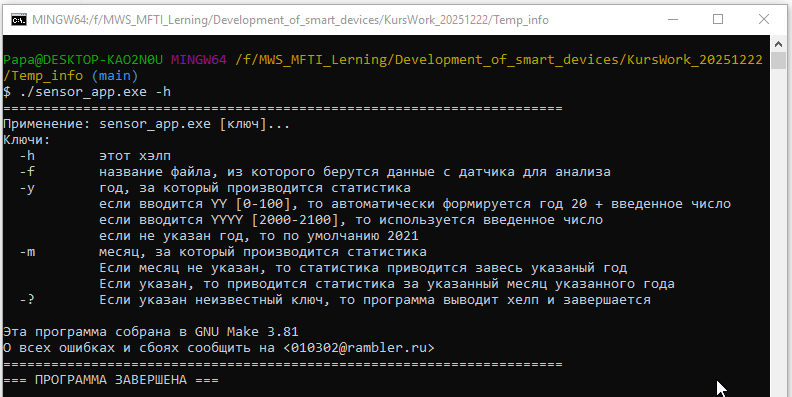 MINGW64:/f/MWS_MFTI_Lerning/Development_of_smart_devices/KursWork_20251222/Temp_info
Papa@DESKTOP-KAO2N0U MINGW64 /f/MWS_MFTI_Lerning/Development_of_smart_devices/KursWork_20251222
/Temp_info (main)
$ ./sensor_app.exe -h
======================================================================
Применение: sensor_app.exe [ключ]...
Ключи:
-h этот хэлп
-f название файла, из которого берутся данные с датчика для анализа
-y год, за который производится статистика
если вводится YY [0-100], то автоматически формируется год 20 + введенное число
если вводится YYYY [2000-2100], то используется введенное число
если не указан год, то по умолчанию 2021
-m месяц, за который производится статистика
Если месяц не указан, то статистика приводится завесь указаный год
Если указан, то приводится статистика за указанный месяц указанного года
-? Если указан неизвестный ключ, то программа выводит хелп и завершается
Эта программа собрана в GNU Make 3.81
О всех ошибках и сбоях сообщить на <010302@rambler.ru>
======================================================================
=== ПРОГРАММА ЗАВЕРШЕНА ===